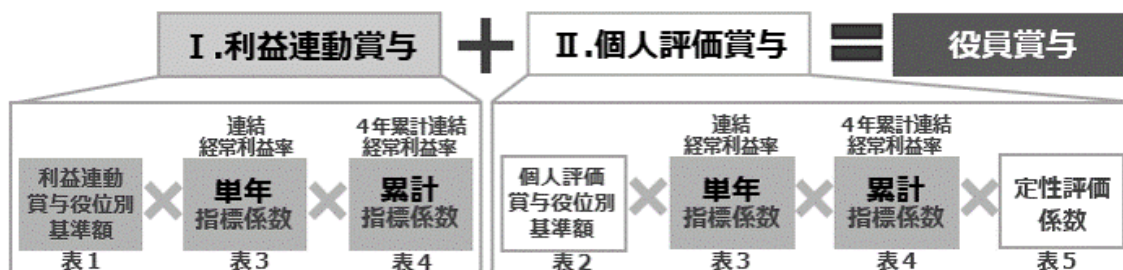 Ⅰ.利益連動賞与 + Ⅱ.個人評価賞与 = 役員賞与
連結
経常利益率
4年累計連結
経常利益率
連結
経常利益率
4年累計連結
経常利益率
利益連動
賞与役位別
基準額
×
単年
指標係数
×
累計
指標係数
個人評価
賞与役位別
基準額
×
単年
指標係数
×
累計
指標係数
×
定性評価
係数
表1
表3
表4
表2
表3
表4
表5